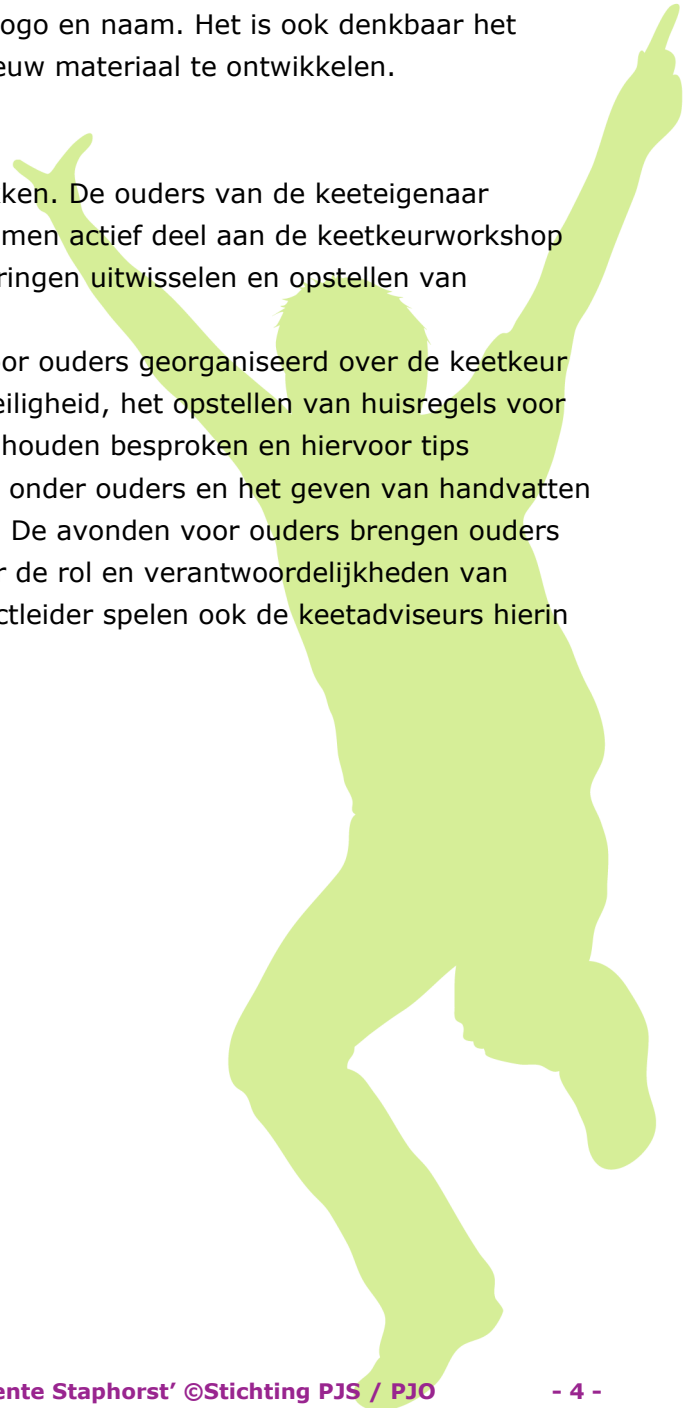 ogo en naam. Het is ook denkbaar het
euw materiaal te ontwikkelen.
kken. De ouders van de keeteigenaar
men actief deel aan de keetkeurworkshop
ringen uitwisselen en opstellen van
or ouders georganiseerd over de keetkeur
eiligheid, het opstellen van huisregels voor
houden besproken en hiervoor tips
onder ouders en het geven van handvatten
De avonden voor ouders brengen ouders
r de rol en verantwoordelijkheden van
ctleider spelen ook de keetadviseurs hierin
ente Staphorst’ ©Stichting PJS / PJO - 4 -